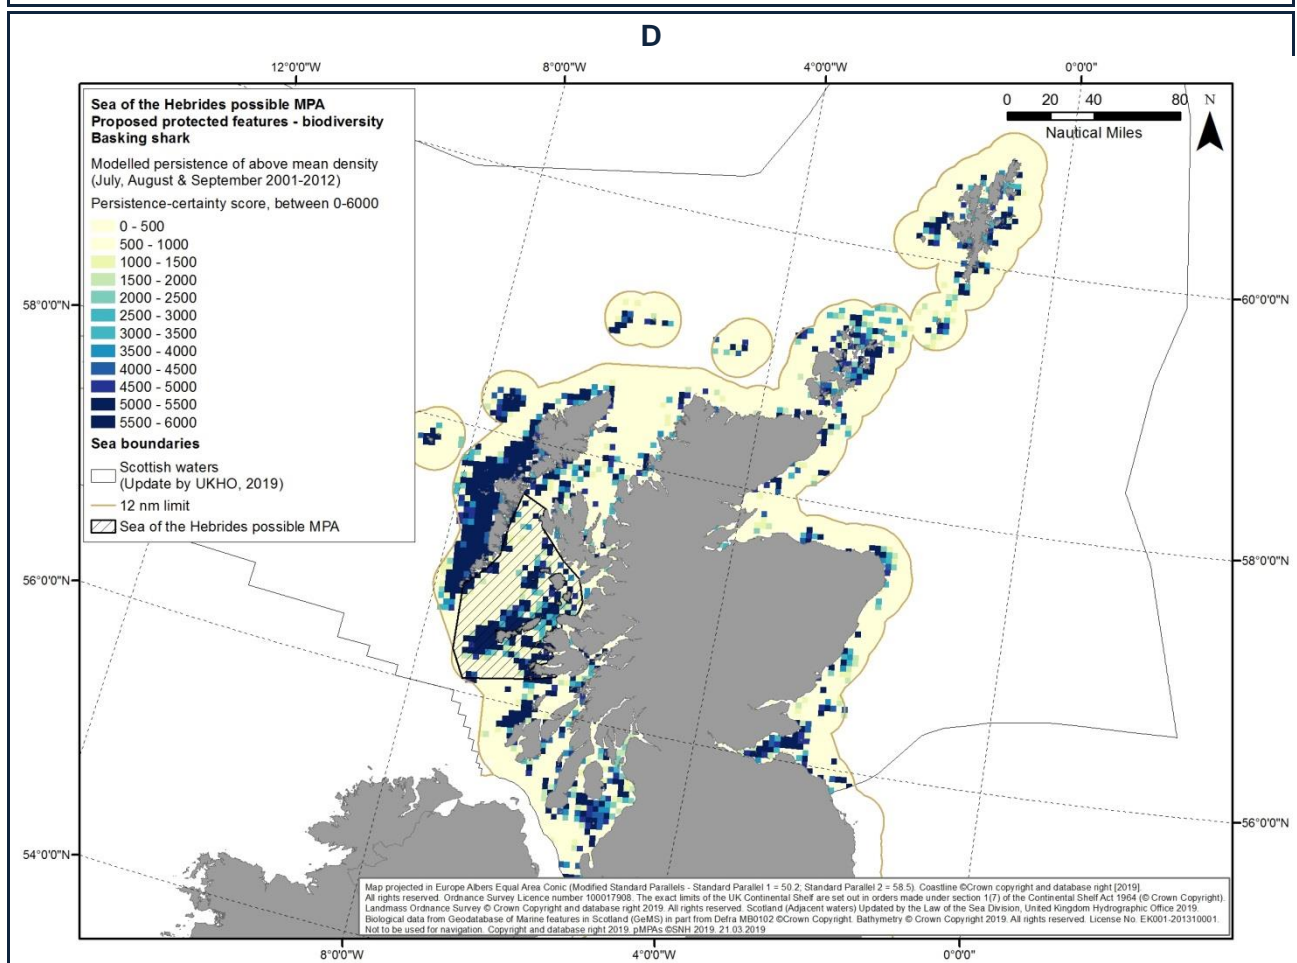 D
12°0'0"W
8°0'0"W
4°0'0"W
0°0'0"
Sea of the Hebrides possible MPA
Proposed protected features - biodiversity
Basking shark
Modelled persistence of above mean density
(July, August & September 2001-2012)
Persistence-certainty score, between 0-6000
0 - 500
500 - 1000
1000 - 1500
1500 - 2000
2000 - 2500
2500 - 3000
3000 - 3500
3500 - 4000
4000 - 4500
4500 - 5000
5000 - 5500
5500 - 6000
Sea boundaries
Scottish waters
(Update by UKHO, 2019)
12 nm limit
Sea of the Hebrides possible MPA
0 20 40 80
Nautical Miles
N
58°0'0"N
56°0'0"N
54°0'0"N
60°0'0"N
58°0'0"N
56°0'0"N
Map projected in Europe Albers Equal Area Conic (Modified Standard Parallels - Standard Parallel 1 = 50.2; Standard Parallel 2 = 58.5). Coastline ©Crown copyright and database right [2019].
All rights reserved. Ordnance Survey Licence number 100017908. The exact limits of the UK Continental Shelf are set out in orders made under section 1(7) of the Continental Shelf Act 1964 (© Crown Copyright).
Landmass Ordnance Survey © Crown Copyright and database right 2019. All rights reserved. Scotland (Adjacent waters) Updated by the Law of the Sea Division, United Kingdom Hydrographic Office 2019.
Biological data from Geodatabase of Marine features in Scotland (GeMS) in part from Defra MB0102 ©Crown Copyright. Bathymetry © Crown Copyright 2019. All rights reserved. License No. EK001-201310001.
Not to be used for navigation. Copyright and database right 2019. pMPAs ©SNH 2019. 21.03.2019
8°0'0"W
4°0'0"W
0°0'0"